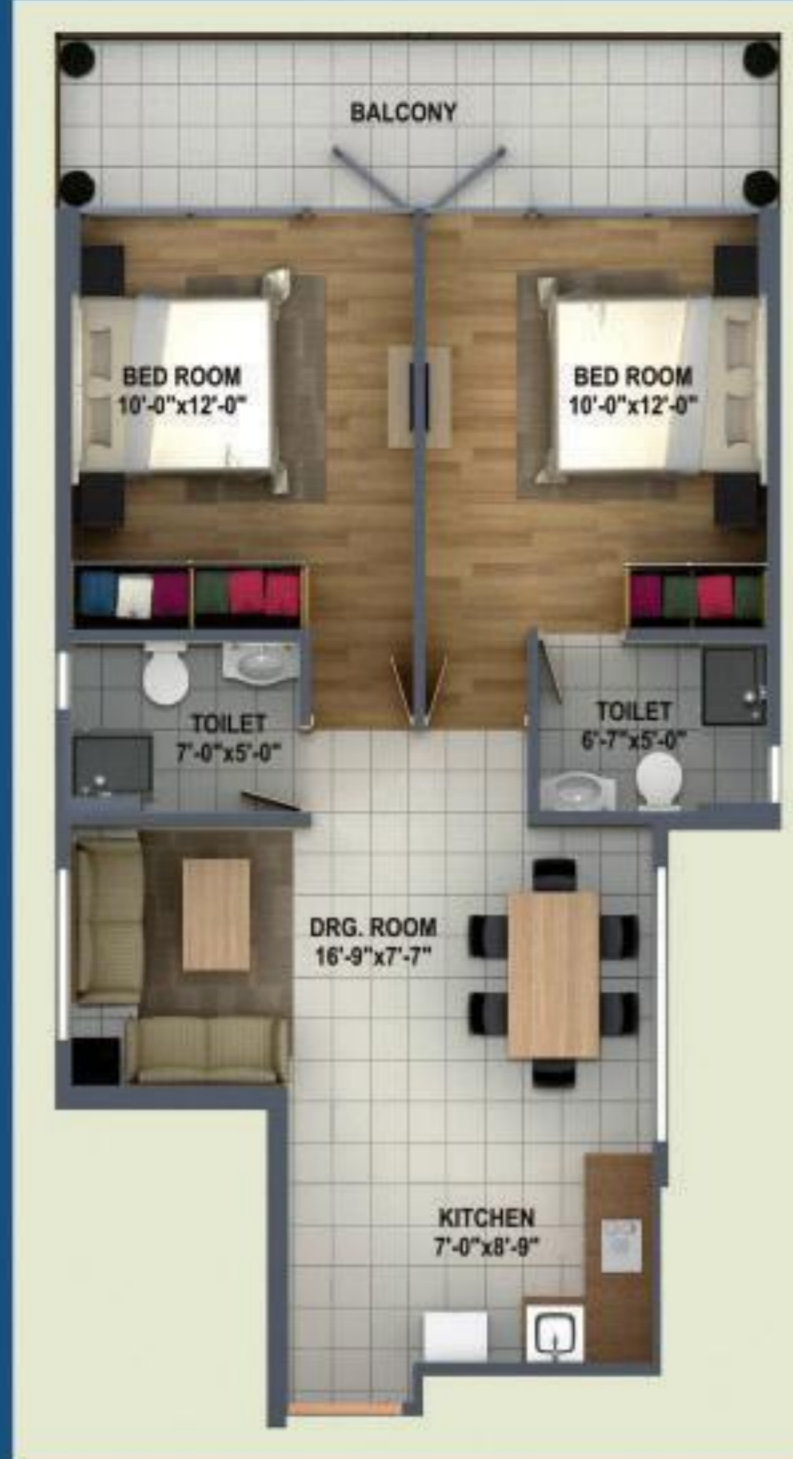 BALCONY
BED ROOM
10'-0"x12'-0"
BED ROOM
10'-0"x12'-0"
TOILET
7'-0"x5'-0"
TOILET
6'-7"x5'-0"
DRG. ROOM
16'-9"x7'-7"
KITCHEN
7'-0"x8'-9"